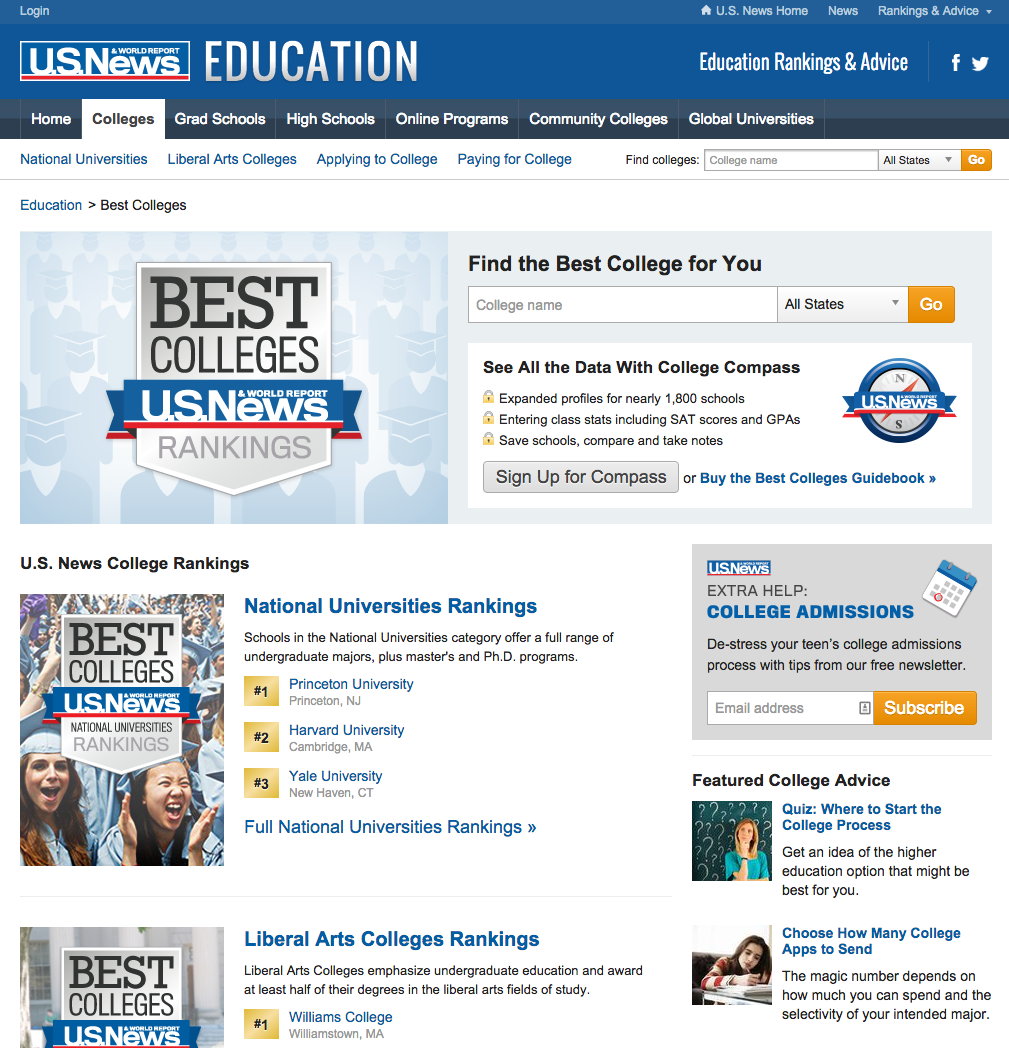 Login
U.S. News Home
News
Rankings & Advice
U.S.News & WORLD REPORT
EDUCATION
Education Rankings & Advice
Home
Colleges
Grad Schools
High Schools
Online Programs
Community Colleges
Global Universities
National Universities
Liberal Arts Colleges
Applying to College
Paying for College
Find colleges:
College name
All States
Go
Education > Best Colleges
BEST
COLLEGES
& WORLD REPORT
U.S.News
RANKINGS
Find the Best College for You
College name
All States
Go
See All the Data With College Compass
Expanded profiles for nearly 1,800 schools
Entering class stats including SAT scores and GPAs
Save schools, compare and take notes
N
& WORLD REPORT
U.S.News
S
Sign Up for Compass or Buy the Best Colleges Guidebook »
U.S. News College Rankings
BEST
COLLEGES
& WORLD REPORT
U.S.News
NATIONAL UNIVERSITIES
RANKINGS
National Universities Rankings
Schools in the National Universities category offer a full range of
undergraduate majors, plus master's and Ph.D. programs.
#1 Princeton University
Princeton, NJ
#2 Harvard University
Cambridge, MA
#3 Yale University
New Haven, CT
Full National Universities Rankings »
BEST
COLLEGES
& WORLD REPORT
U.S.News
Liberal Arts Colleges Rankings
Liberal Arts Colleges emphasize undergraduate education and award
at least half of their degrees in the liberal arts fields of study.
#1 Williams College
Williamstown, MA
& WORLD REPORT
U.S.News
EXTRA HELP:
COLLEGE ADMISSIONS
De-stress your teen's college admissions
process with tips from our free newsletter.
Email address
Subscribe
Featured College Advice
Quiz: Where to Start the
College Process
Get an idea of the higher
education option that might be
best for you.
Choose How Many College
Apps to Send
The magic number depends on
how much you can spend and the
selectivity of your intended major.